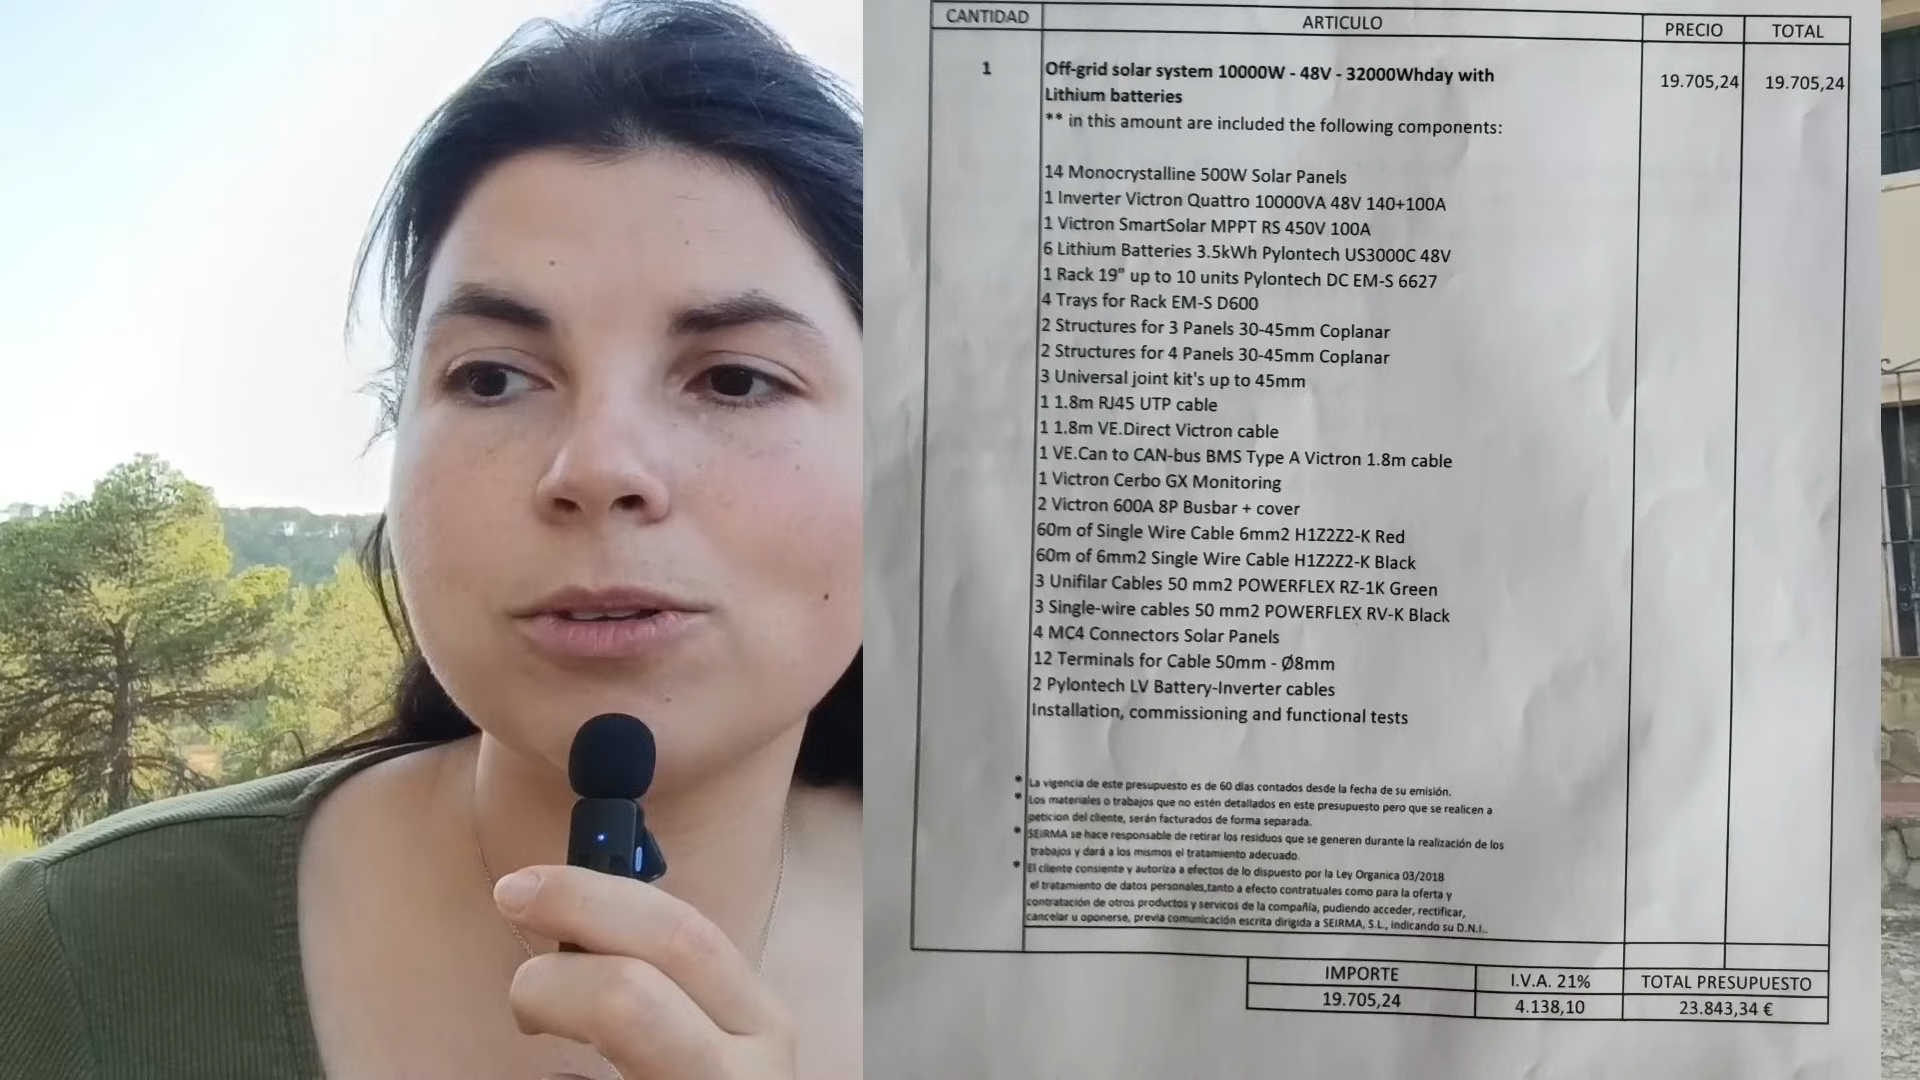 CANTIDAD ARTICULO PRECIO TOTAL
1 Off-grid solar system 10000W - 48V - 32000Whday with 19.705,24 19.705,24
Lithium batteries
** in this amount are included the following components:
14 Monocrystalline 500W Solar Panels
1 Inverter Victron Quattro 10000VA 48V 140+100A
1 Victron SmartSolar MPPT RS 450V 100A
6 Lithium Batteries 3.5kWh Pylontech US3000C 48V
1 Rack 19" up to 10 units Pylontech DC EM-S 6627
4 Trays for Rack EM-S D600
2 Structures for 3 Panels 30-45mm Coplanar
2 Structures for 4 Panels 30-45mm Coplanar
3 Universal joint kit's up to 45mm
1 1.8m RJ45 UTP cable
1 1.8m VE.Direct Victron cable
1 VE.Can to CAN-bus BMS Type A Victron 1.8m cable
1 Victron Cerbo GX Monitoring
2 Victron 600A 8P Busbar + cover
60m of Single Wire Cable 6mm2 H1Z2Z2-K Red
60m of 6mm2 Single Wire Cable H1Z2Z2-K Black
3 Unifilar Cables 50 mm2 POWERFLEX RZ-1K Green
3 Single-wire cables 50 mm2 POWERFLEX RV-K Black
4 MC4 Connectors Solar Panels
12 Terminals for Cable 50mm - Ø8mm
2 Pylontech LV Battery-Inverter cables
Installation, commissioning and functional tests
* La vigencia de este presupuesto es de 60 días contados desde la fecha de su emisión.
* Los materiales o trabajos que no estén detallados en este presupuesto pero que se realicen a
peticion del cliente, serán facturados de forma separada.
* SEIRMA se hace responsable de retirar los residuos que se generen durante la realización de los
trabajos y dará a los mismos el tratamiento adecuado.
* El cliente consiente y autoriza a efectos de lo dispuesto por la Ley Organica 03/2018
el tratamiento de datos personales,tanto a efecto contratuales como para la oferta y
contratación de otros productos y servicos de la compañía, pudiendo acceder, rectificar,
cancelar u oponerse, previa comunicación escrita dirigida a SEIRMA, S.L., indicando su D.N.I..
IMPORTE I.V.A. 21% TOTAL PRESUPUESTO
19.705,24 4.138,10 23.843,34 €